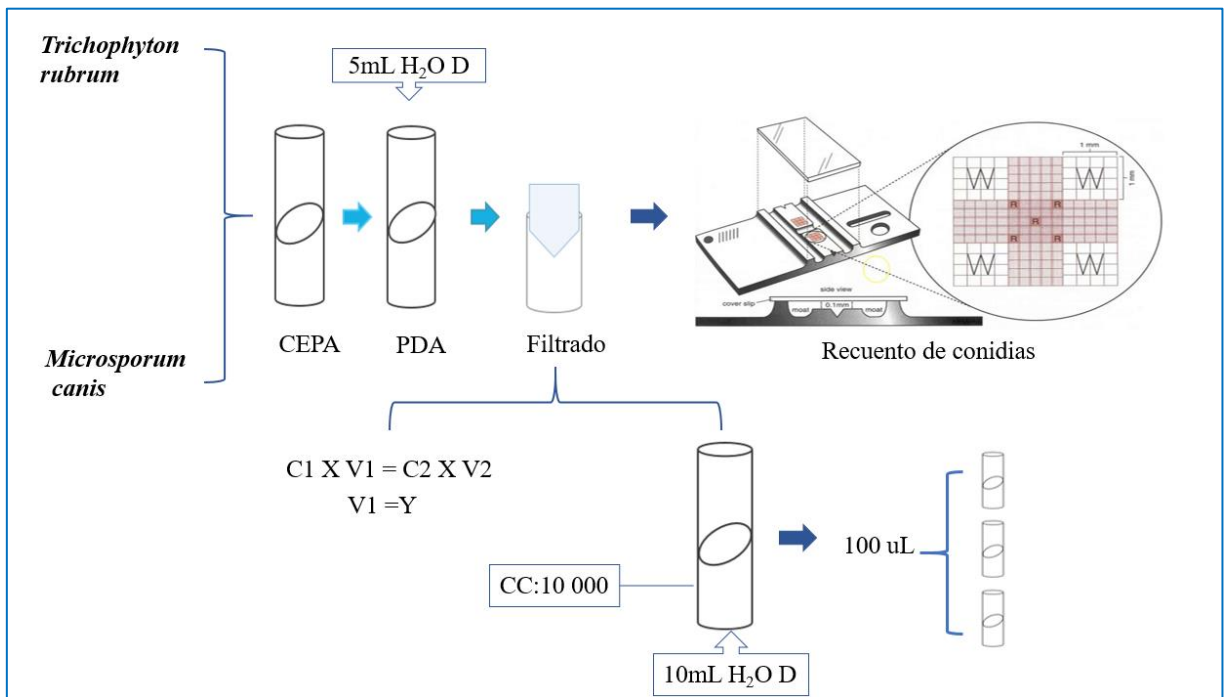 Trichophyton
rubrum
5mL H₂O D
CEPA
PDA
Filtrado
1 mm
1 mm
W
W
R
R
R
R
R
W
W
side view
cover slip
moat
0.1mm
moat
Recuento de conidias
Microsporum
canis
C1 X V1 = C2 X V2
V1 =Y
CC:10 000
100 uL
10mL H₂O D